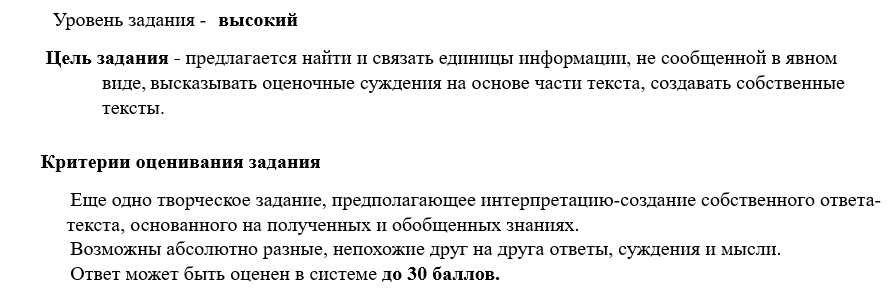 Уровень задания - высокий
Цель задания - предлагается найти и связать единицы информации, не сообщенной в явном
виде, высказывать оценочные суждения на основе части текста, создавать собственные
тексты.
Критерии оценивания задания
Еще одно творческое задание, предполагающее интерпретацию-создание собственного ответа-
текста, основанного на полученных и обобщенных знаниях.
Возможны абсолютно разные, непохожие друг на друга ответы, суждения и мысли.
Ответ может быть оценен в системе до 30 баллов.